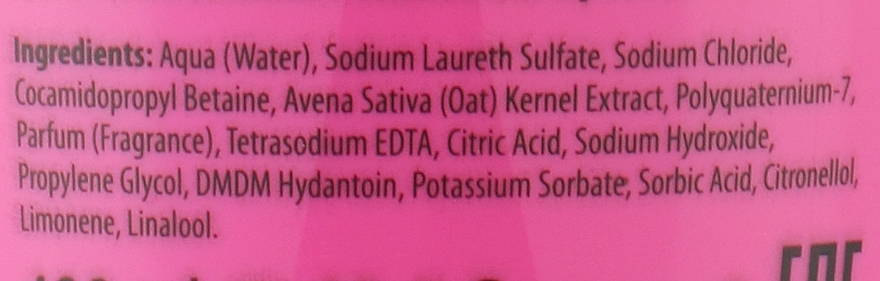 Ingredients: Aqua (Water), Sodium Laureth Sulfate, Sodium Chloride,
Cocamidopropyl Betaine, Avena Sativa (Oat) Kernel Extract, Polyquaternium-7,
Parfum (Fragrance), Tetrasodium EDTA, Citric Acid, Sodium Hydroxide,
Propylene Glycol, DMDM Hydantoin, Potassium Sorbate, Sorbic Acid, Citronellol,
Limonene, Linalool.